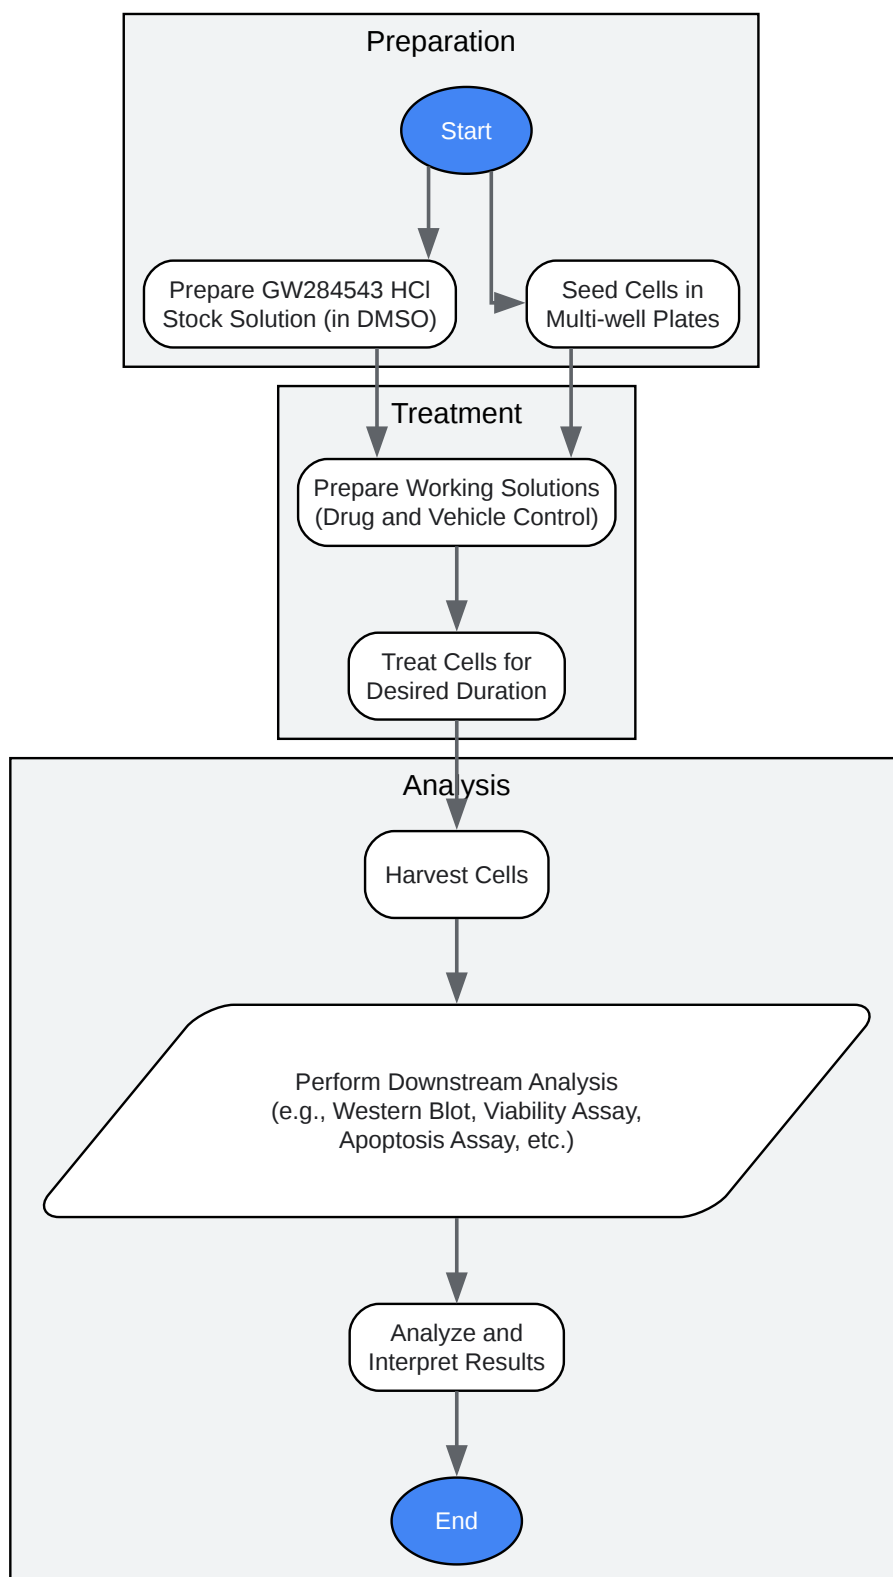 Preparation
Start
Prepare GW284543 HCl
Stock Solution (in DMSO)
Seed Cells in
Multi-well Plates
Treatment
Prepare Working Solutions
(Drug and Vehicle Control)
Treat Cells for
Desired Duration
Analysis
Harvest Cells
Perform Downstream Analysis
(e.g., Western Blot, Viability Assay,
Apoptosis Assay, etc.)
Analyze and
Interpret Results
End